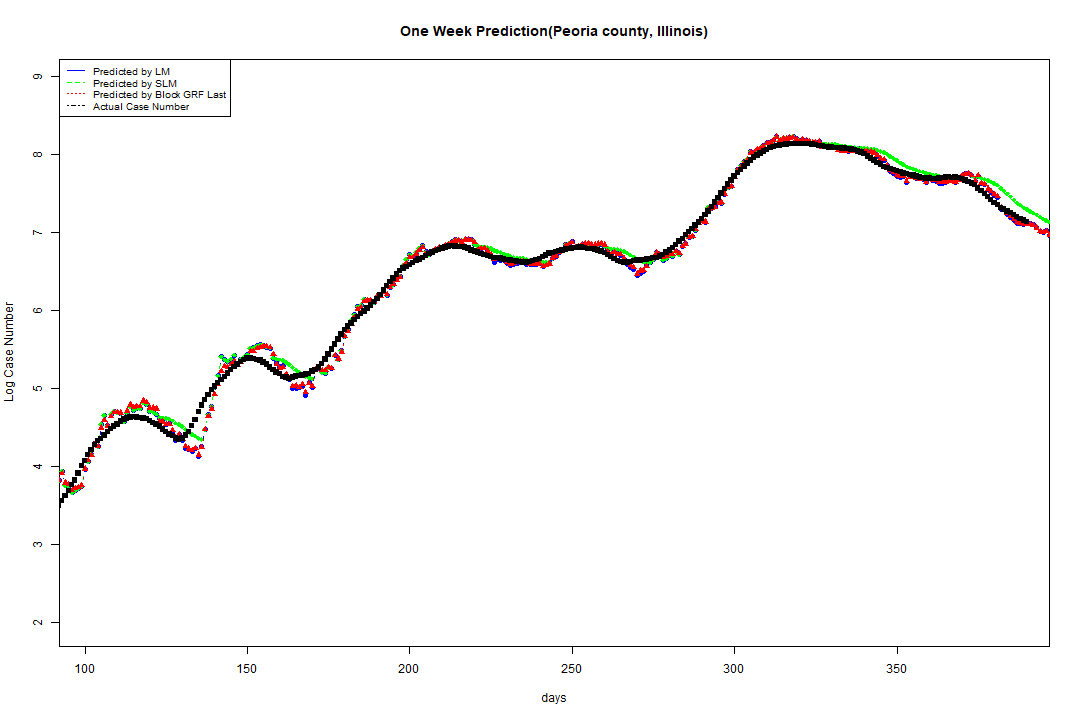 One Week Prediction(Peoria county, Illinois)
Predicted by LM
Predicted by SLM
Predicted by Block GRF Last
Actual Case Number
9
8
7
6
5
4
3
2
Log Case Number
100 150 200 250 300 350
days